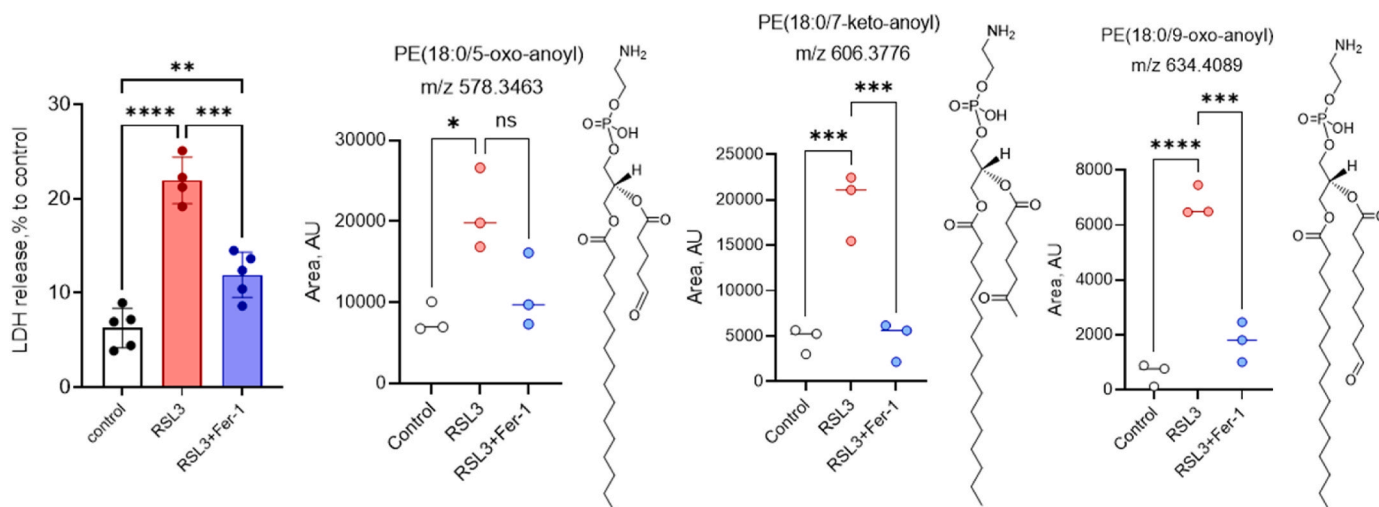 LDH release,% to control
30
20
10
0
**
****
***
control
RSL3
RSL3+Fer-1
PE(18:0/5-oxo-anoyl)
m/z 578.3463
Area, AU
30000
20000
10000
0
*
ns
Control
RSL3
RSL3+Fer-1
NH₂
O
O=P
OH
O
H
O
O
O
O
O
PE(18:0/7-keto-anoyl)
m/z 606.3776
Area, AU
25000
20000
15000
10000
5000
0
***
***
Control
RSL3
RSL3+Fer-1
NH₂
O
O=P
OH
O
H
O
O
O
O
O
PE(18:0/9-oxo-anoyl)
m/z 634.4089
Area, AU
8000
6000
4000
2000
0
****
***
Control
RSL3
RSL3+Fer-1
NH₂
O
O=P
OH
O
H
O
O
O
O
O